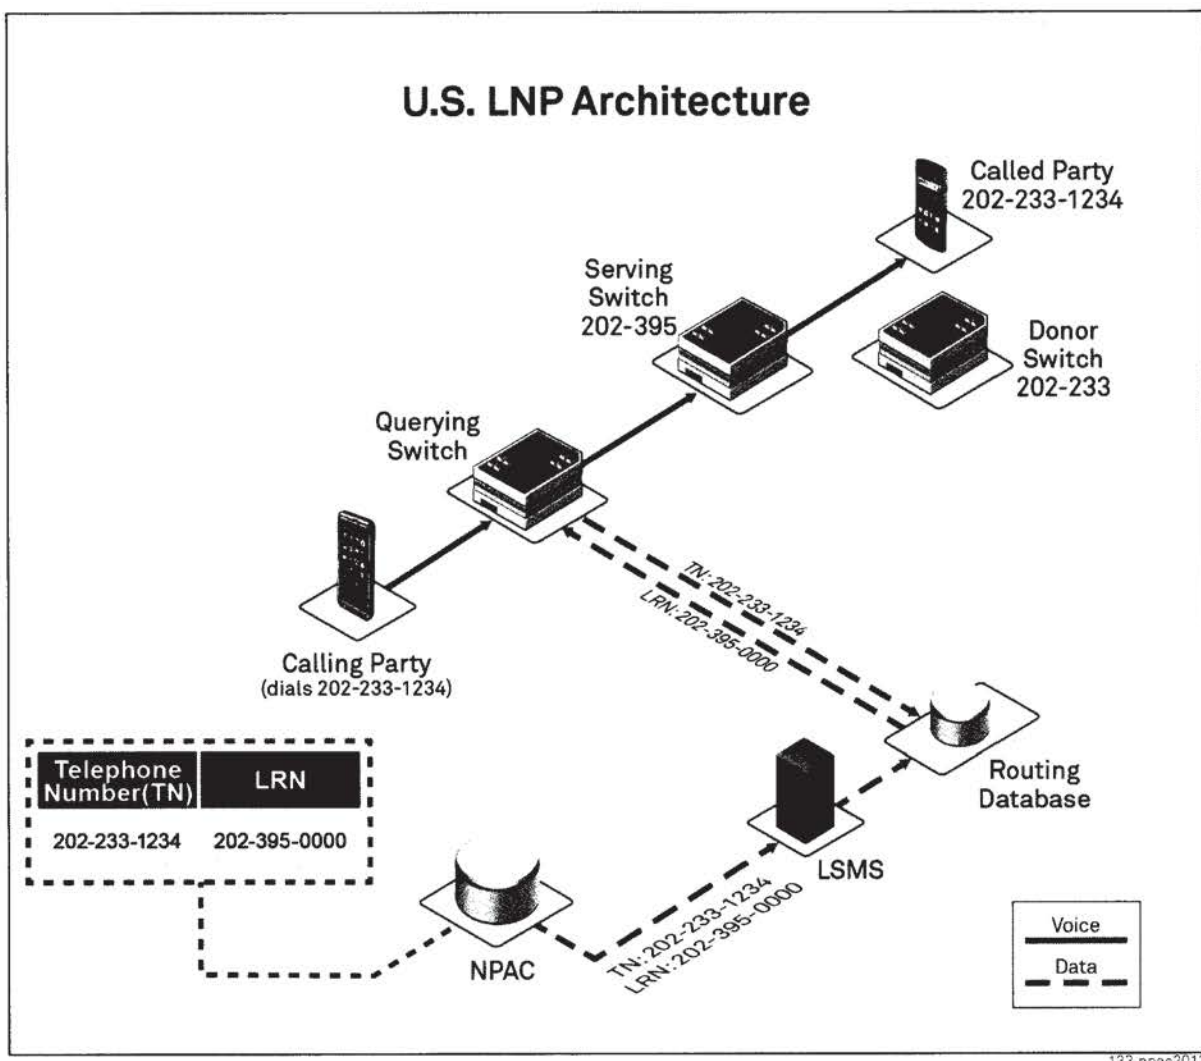 U.S. LNP Architecture
Called Party
202-233-1234
Serving
Switch
202-395
Donor
Switch
202-233
Querying
Switch
TN: 202-233-1234
LRN: 202-395-0000
Calling Party
(dials 202-233-1234)
Telephone
Number(TN)
LRN
202-233-1234
202-395-0000
Routing
Database
LSMS
TN: 202-233-1234
LRN: 202-395-0000
NPAC
Voice
Data